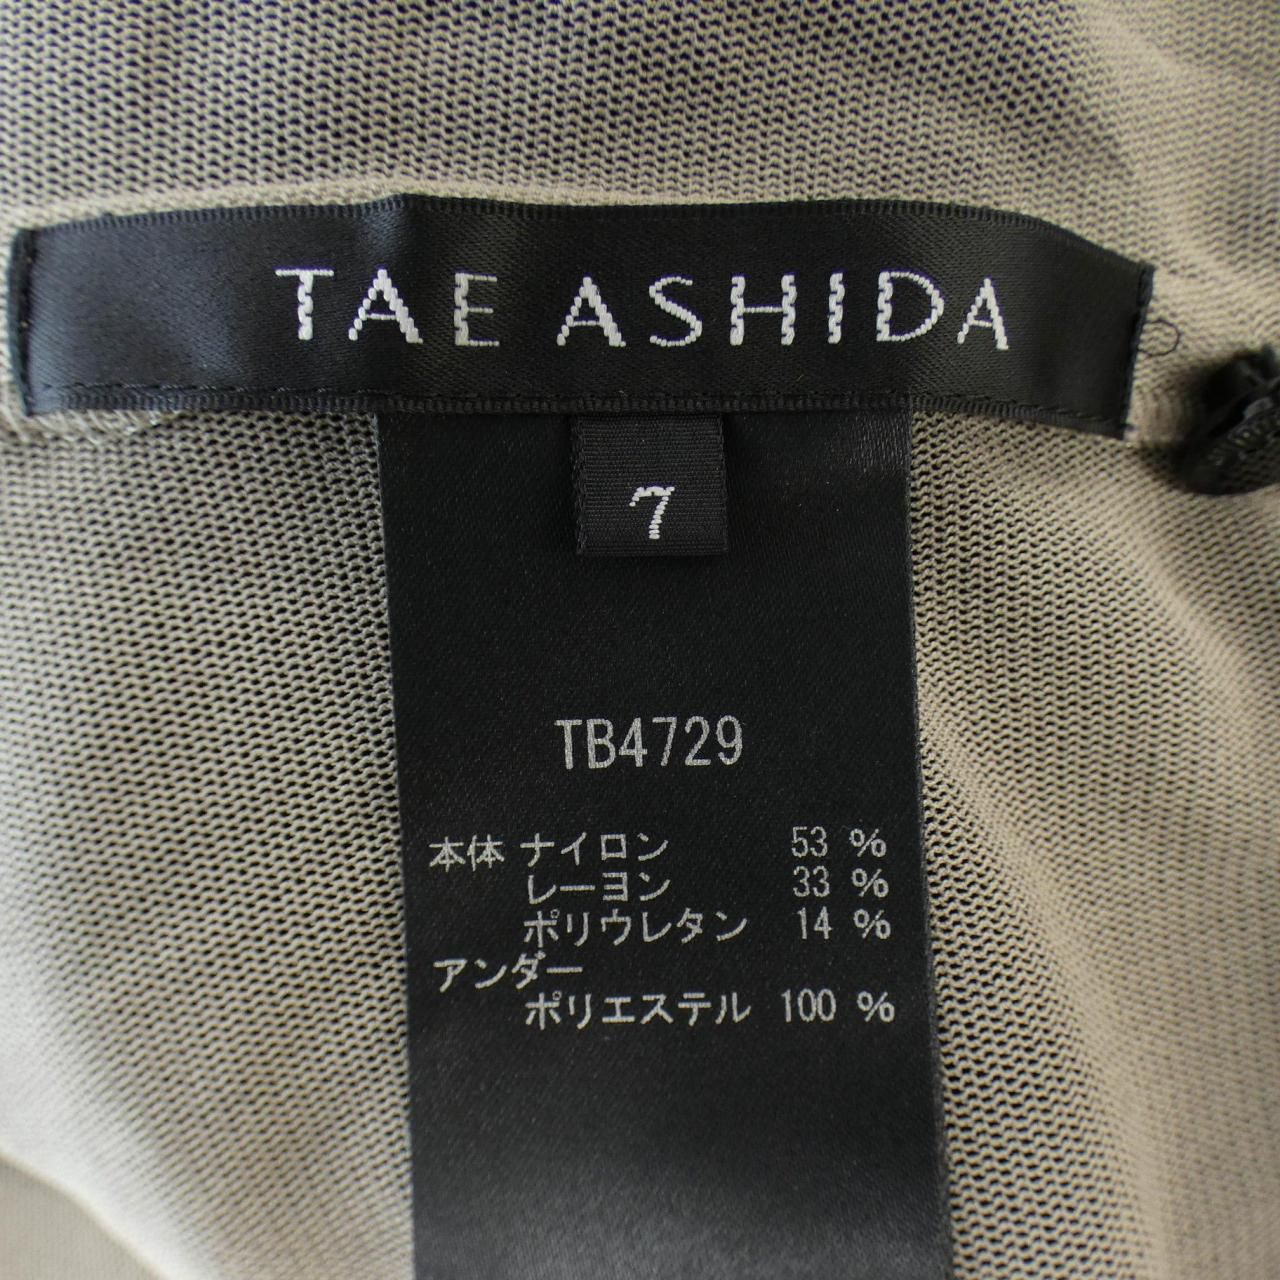 TAE ASHIDA
7
TB4729
本体 ナイロン 53 %
レーヨン 33 %
ポリウレタン 14 %
アンダー
ポリエステル 100 %